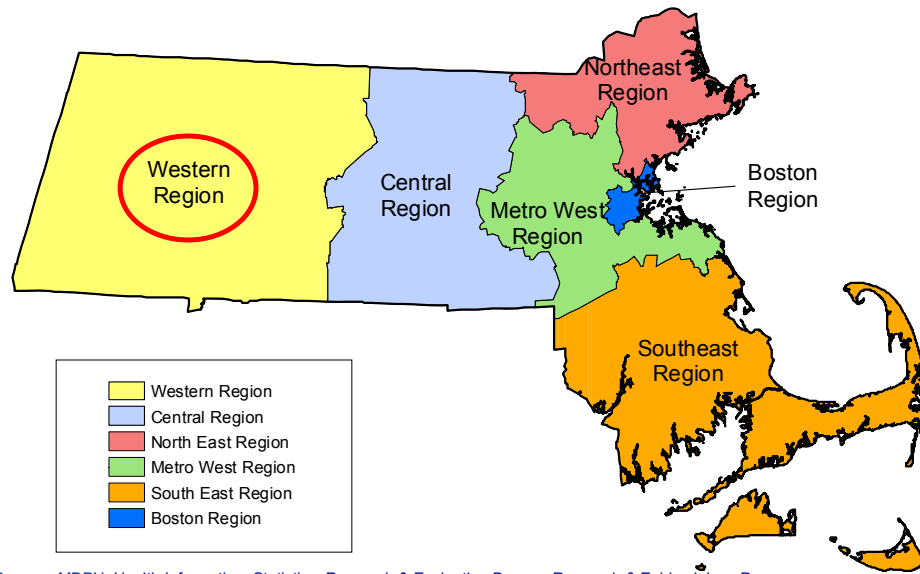 Northeast
Region
Western
Region
Central
Region
Boston
Region
Metro West
Region
Southeast
Region
Western Region
Central Region
North East Region
Metro West Region
South East Region
Boston Region